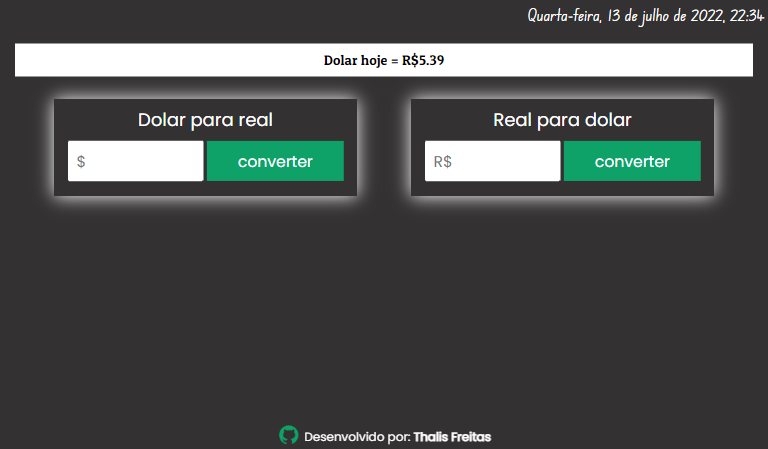 Quarta-feira, 13 de julho de 2022, 22:34
Dolar hoje = R$5.39
Dolar para real
$ converter
Real para dolar
R$ converter
Desenvolvido por: Thalis Freitas